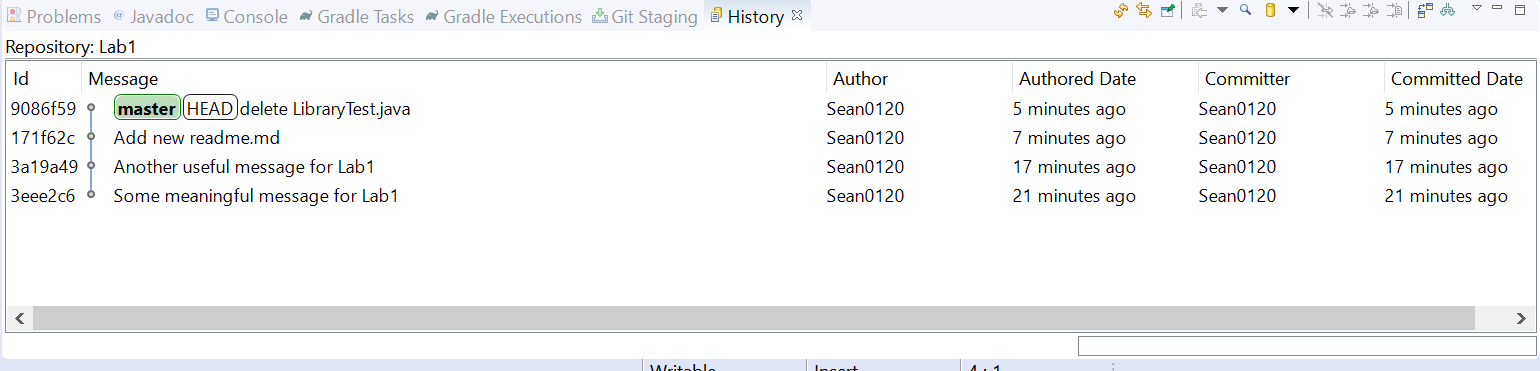 Problems @ Javadoc Console Gradle Tasks Gradle Executions Git Staging History
Repository: Lab1
Id Message Author Authored Date Committer Committed Date
9086f59 master HEAD delete LibraryTest.java Sean0120 5 minutes ago Sean0120 5 minutes ago
171f62c Add new readme.md Sean0120 7 minutes ago Sean0120 7 minutes ago
3a19a49 Another useful message for Lab1 Sean0120 17 minutes ago Sean0120 17 minutes ago
3eee2c6 Some meaningful message for Lab1 Sean0120 21 minutes ago Sean0120 21 minutes ago
Writable Insert 4 : 1